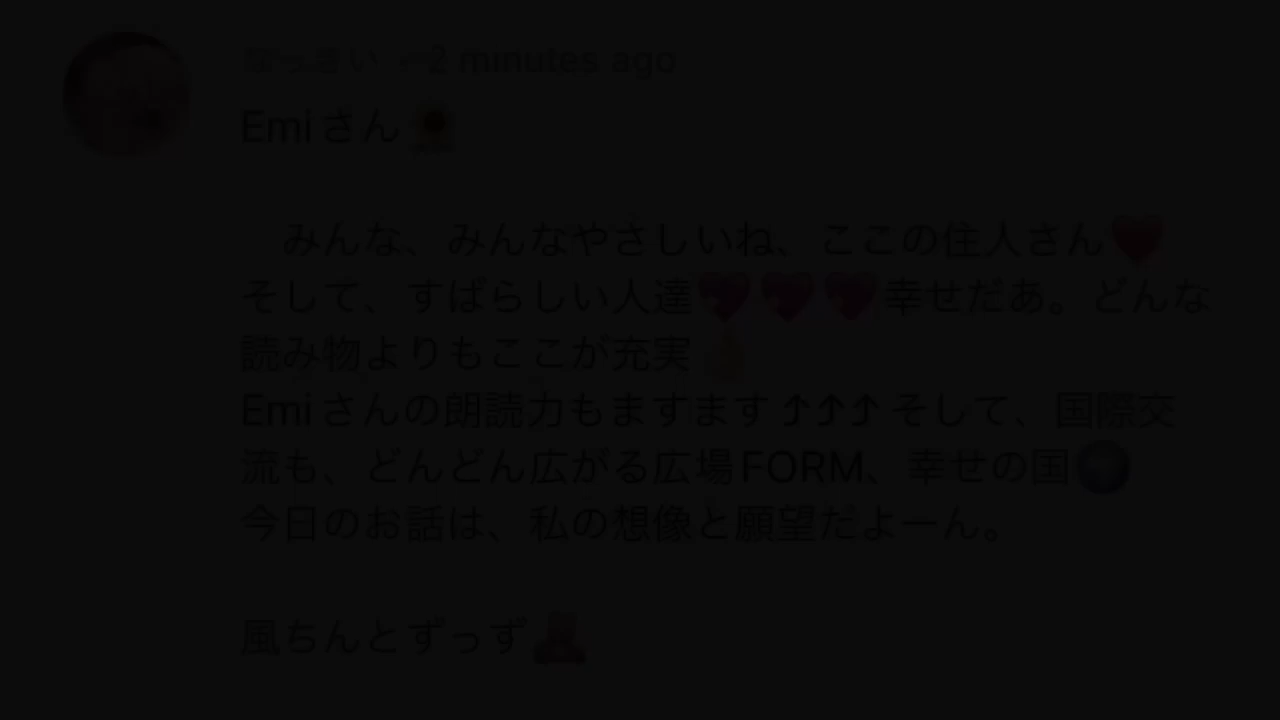 2 minutes ago
Emiさん🌻
みんな、みんなやさしいね、ここの住人さん❤️
そして、すばらしい人達💖💖💖幸せだあ。どんな
読み物よりもここが充実
Emiさんの朗読力もますます⤴⤴⤴そして、国際交
流も、どんどん広がる広場FORM、幸せの国🌏
今日のお話は、私の想像と願望だよーん。
風ちんとずっず